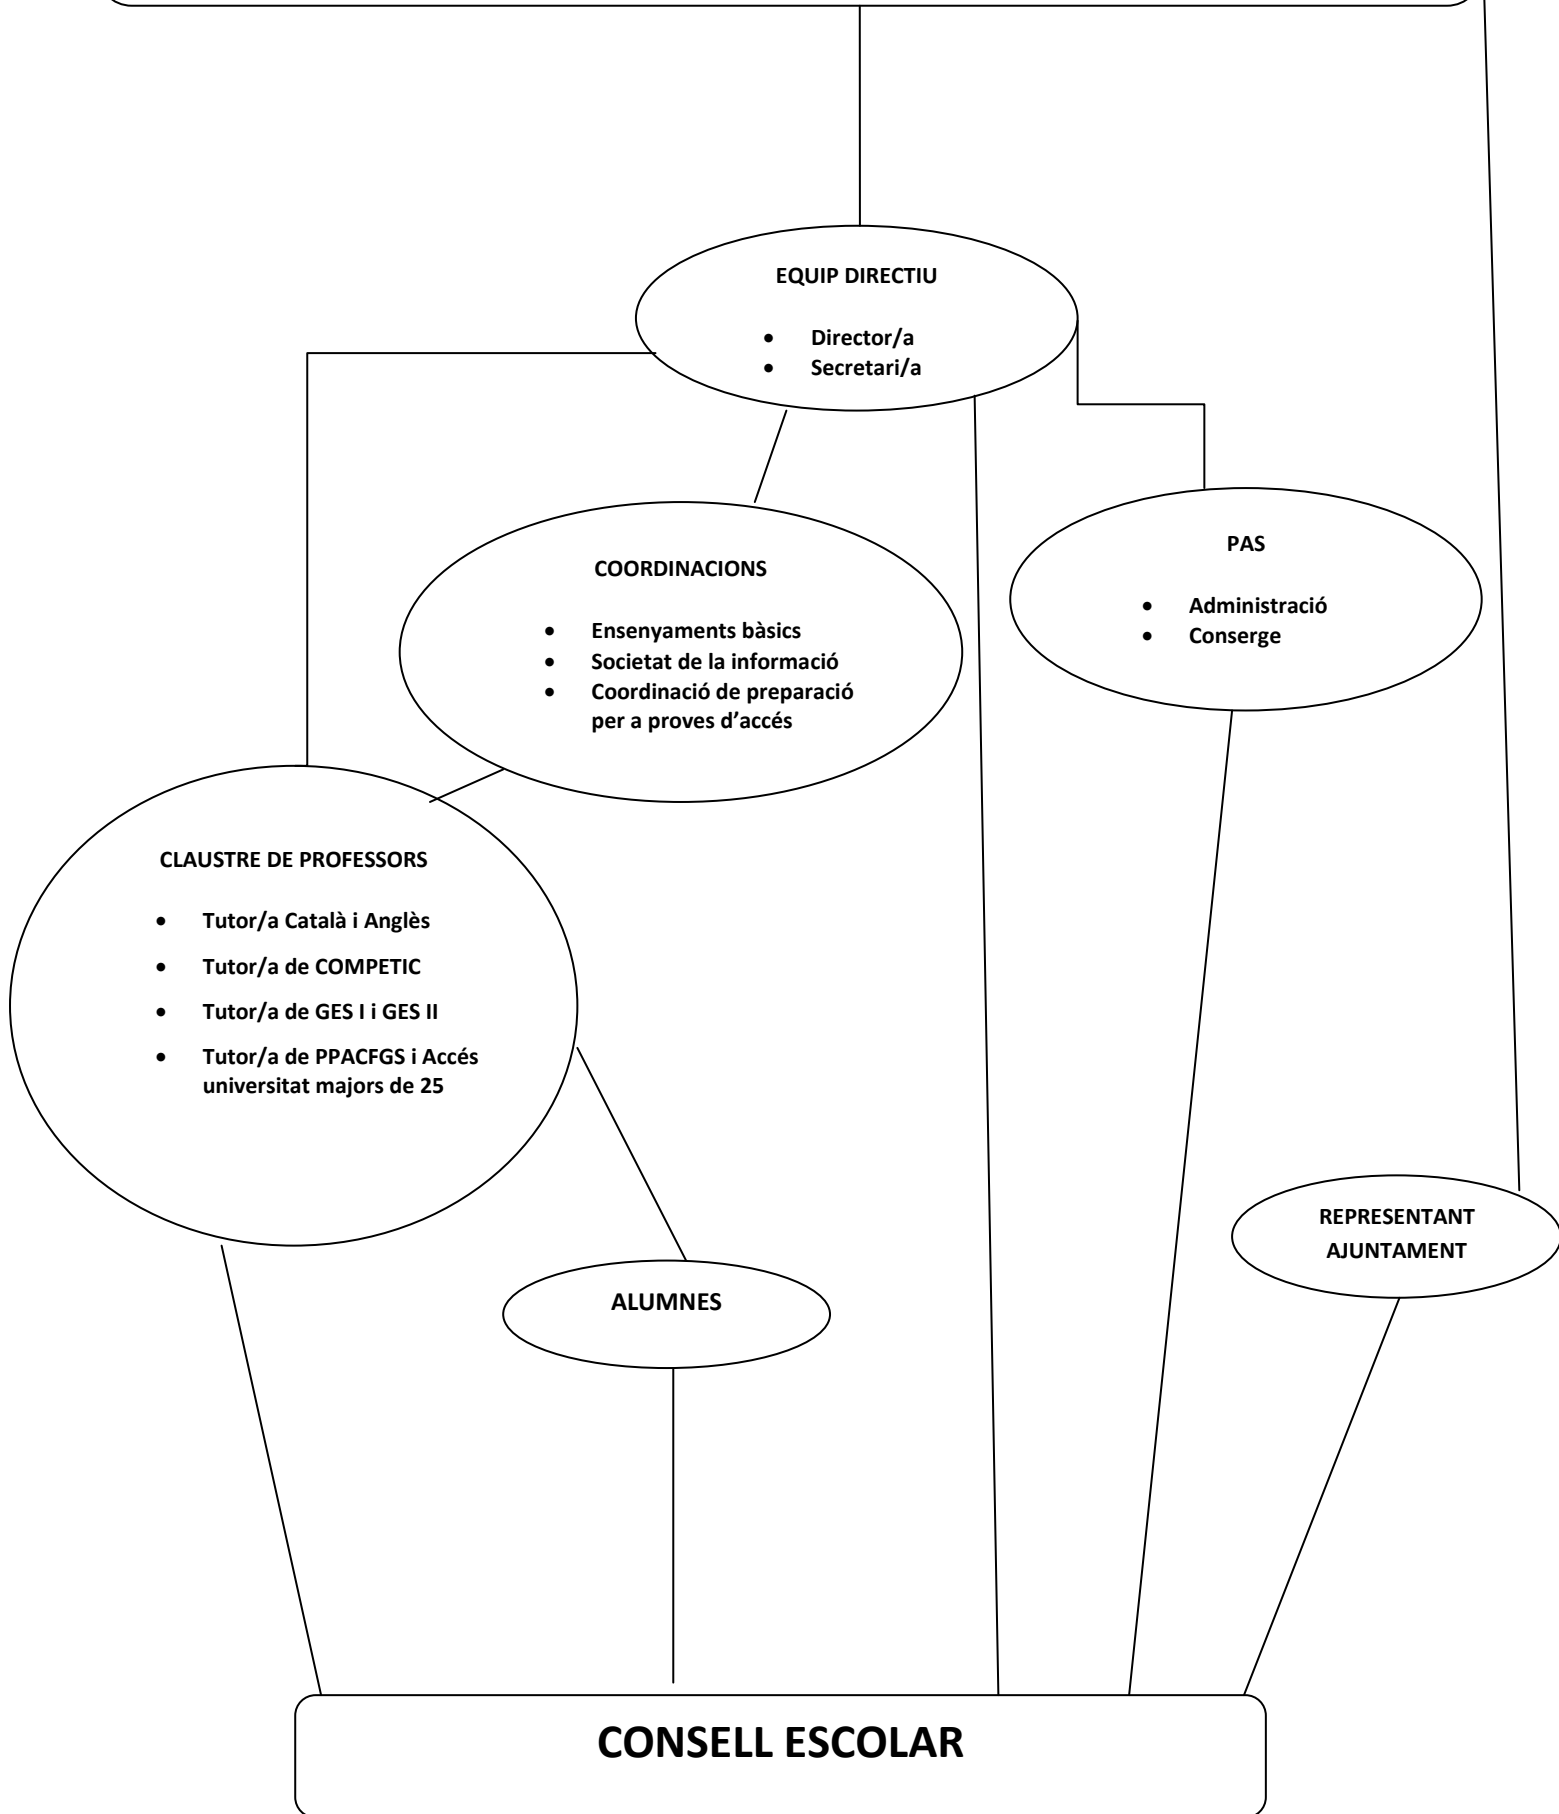 EQUIP DIRECTIU
• Director/a
• Secretari/a
COORDINACIONS
• Ensenyaments bàsics
• Societat de la informació
• Coordinació de preparació
per a proves d’accés
PAS
• Administració
• Conserge
CLAUSTRE DE PROFESSORS
• Tutor/a Català i Anglès
• Tutor/a de COMPETIC
• Tutor/a de GES I i GES II
• Tutor/a de PPACFGS i Accés
universitat majors de 25
REPRESENTANT
AJUNTAMENT
ALUMNES
CONSELL ESCOLAR